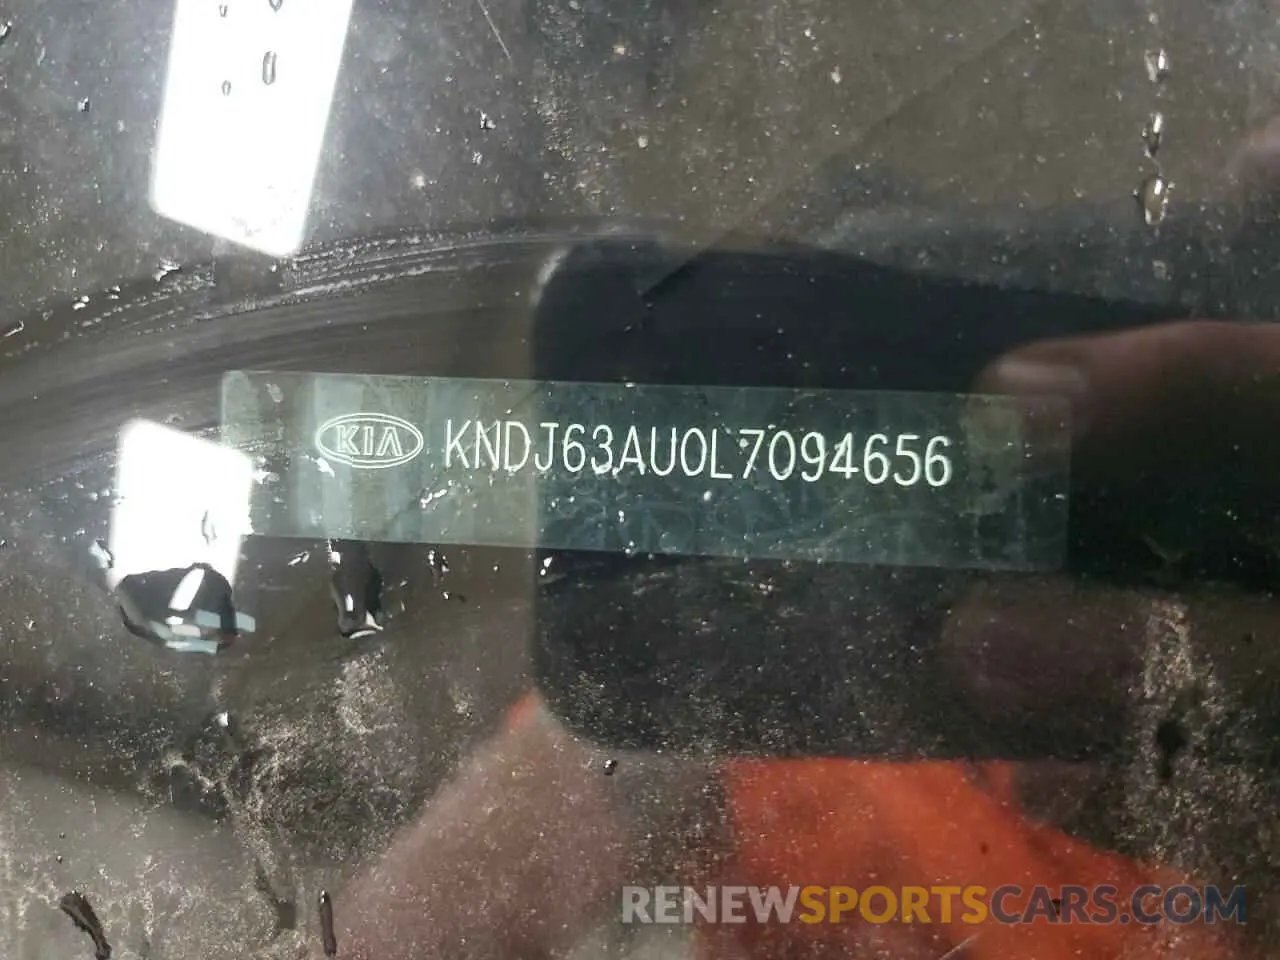 KIA KNDJ63AU0L7094656
RENEWSPORTSCARS.COM